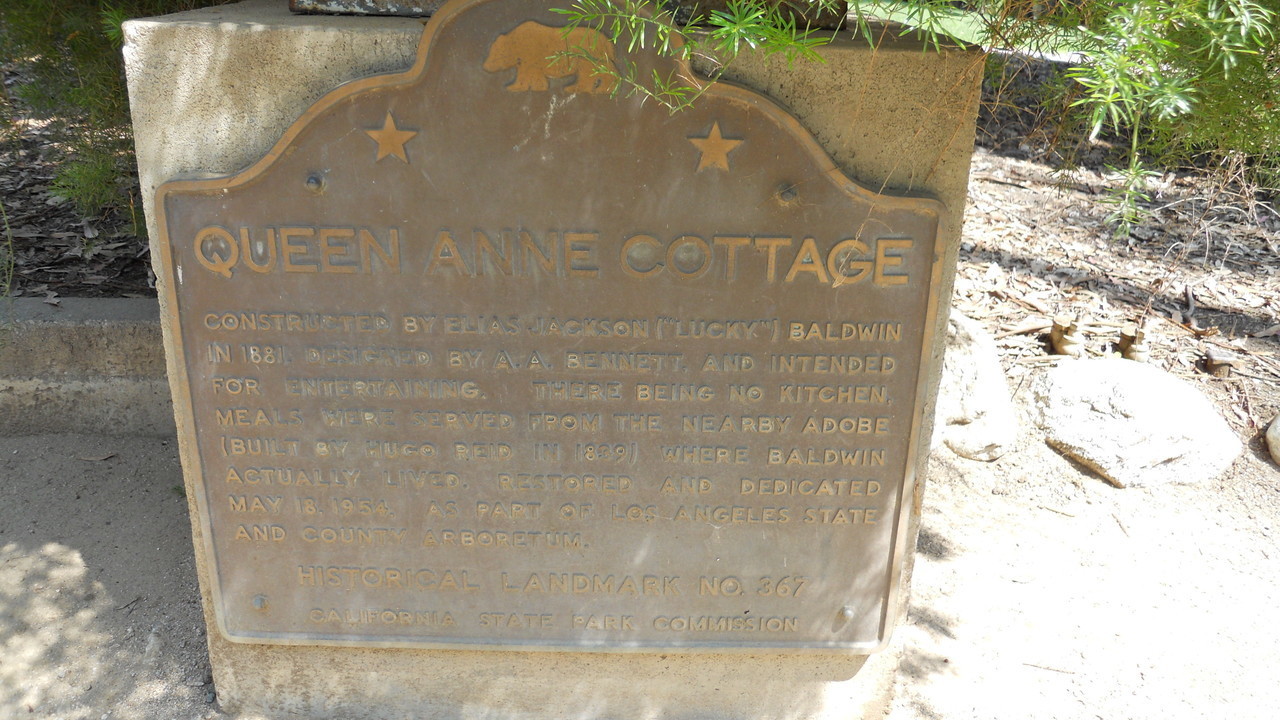 QUEEN ANNE COTTAGE
CONSTRUCTED BY ELIAS JACKSON ("LUCKY") BALDWIN
IN 1881. DESIGNED BY A.A. BENNETT, AND INTENDED
FOR ENTERTAINING. THERE BEING NO KITCHEN,
MEALS WERE SERVED FROM THE NEARBY ADOBE
(BUILT BY HUGO REID IN 1839) WHERE BALDWIN
ACTUALLY LIVED. RESTORED AND DEDICATED
MAY 18, 1954, AS PART OF LOS ANGELES STATE
AND COUNTY ARBORETUM.
HISTORICAL LANDMARK NO. 367
CALIFORNIA STATE PARK COMMISSION